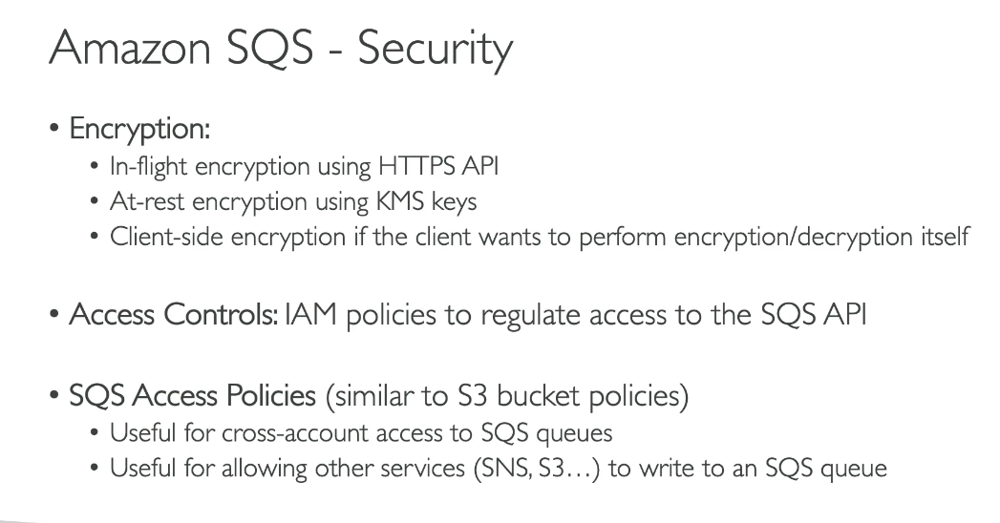 Amazon SQS - Security
• Encryption:
• In-flight encryption using HTTPS API
• At-rest encryption using KMS keys
• Client-side encryption if the client wants to perform encryption/decryption itself
• Access Controls: IAM policies to regulate access to the SQS API
• SQS Access Policies (similar to S3 bucket policies)
• Useful for cross-account access to SQS queues
• Useful for allowing other services (SNS, S3…) to write to an SQS queue